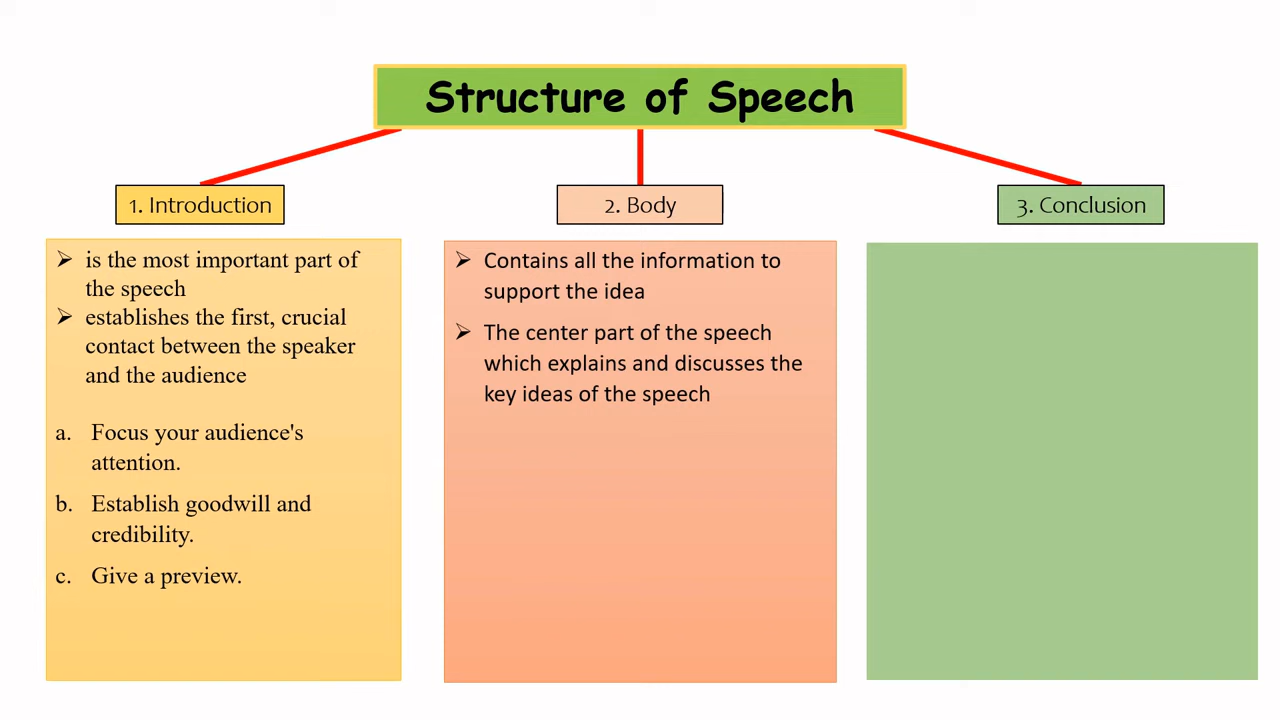 Structure of Speech
1. Introduction
➢ is the most important part of
the speech
➢ establishes the first, crucial
contact between the speaker
and the audience
a. Focus your audience's
attention.
b. Establish goodwill and
credibility.
c. Give a preview.
2. Body
➢ Contains all the information to
support the idea
➢ The center part of the speech
which explains and discusses the
key ideas of the speech
3. Conclusion